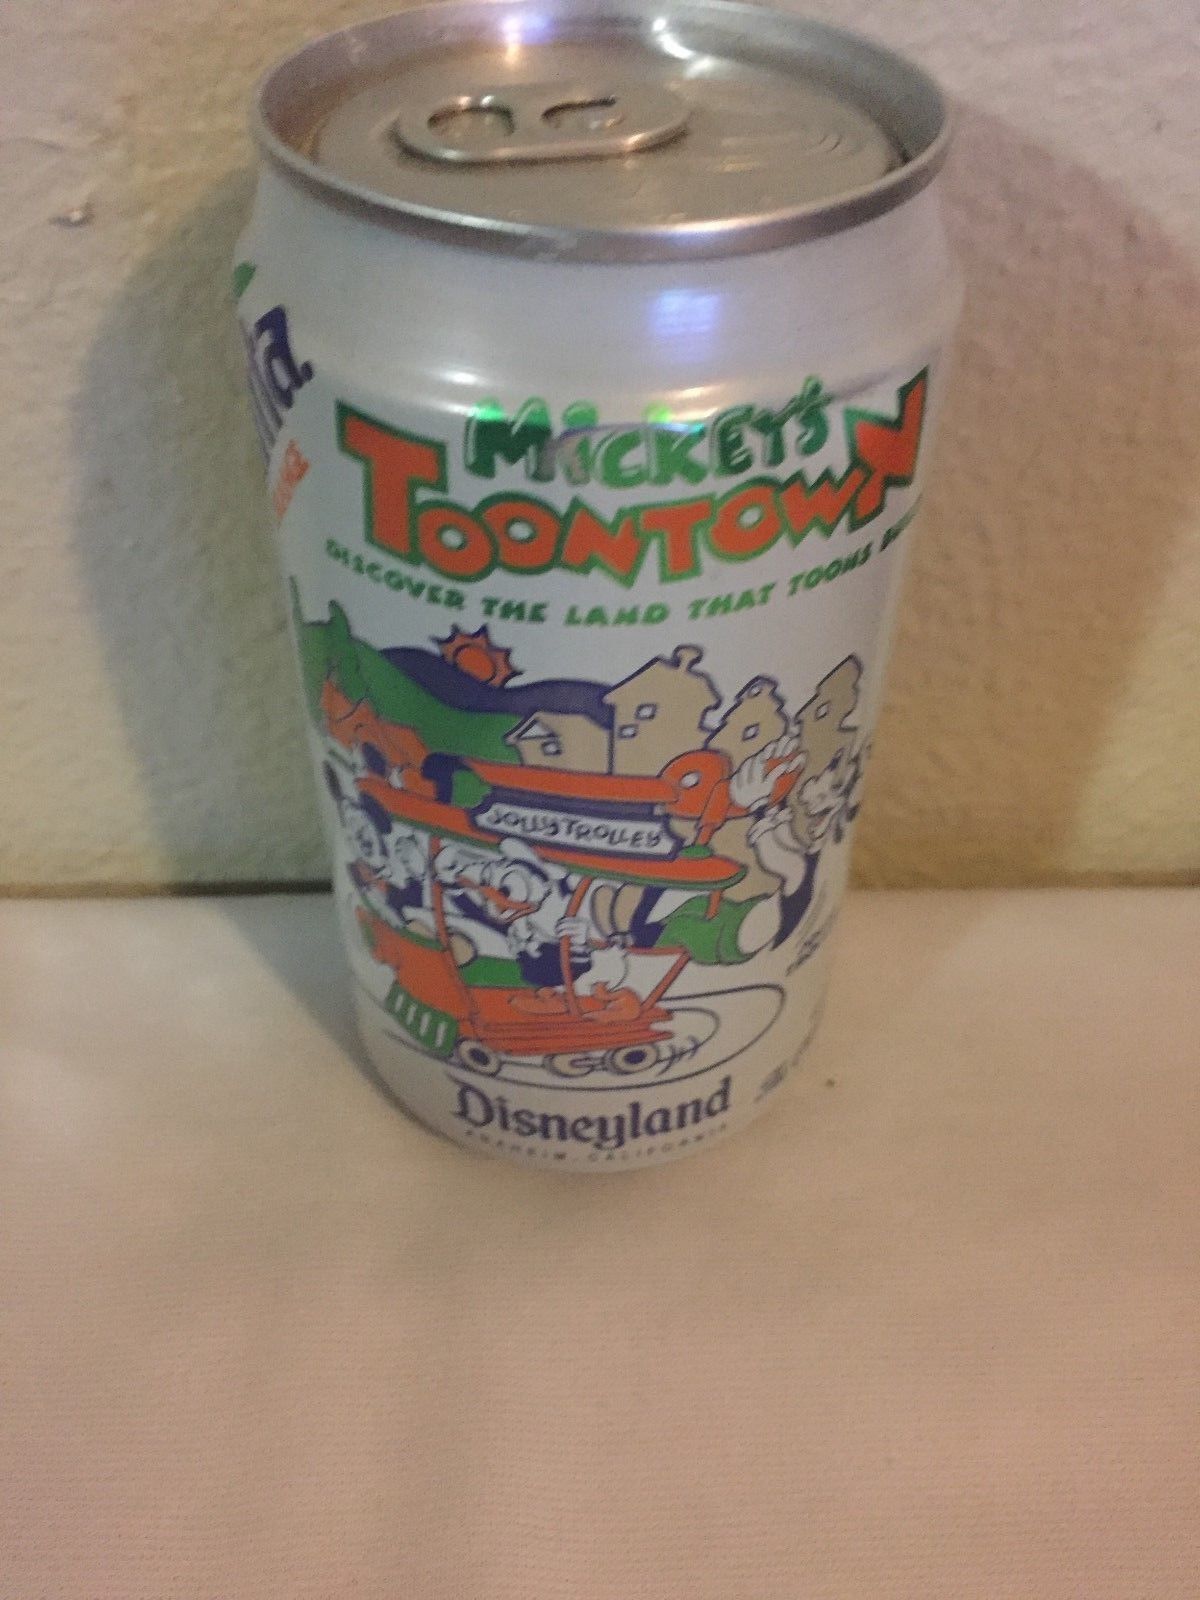 MICKEY'S
TOONTOWN
DISCOVER THE LAND THAT TOONS
JOLLY TROLLEY
Disneyland
ANAHEIM, CALIFORNIA